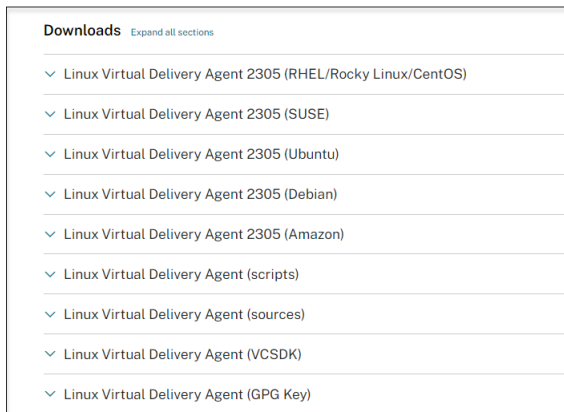 Downloads Expand all sections
Linux Virtual Delivery Agent 2305 (RHEL/Rocky Linux/CentOS)
Linux Virtual Delivery Agent 2305 (SUSE)
Linux Virtual Delivery Agent 2305 (Ubuntu)
Linux Virtual Delivery Agent 2305 (Debian)
Linux Virtual Delivery Agent 2305 (Amazon)
Linux Virtual Delivery Agent (scripts)
Linux Virtual Delivery Agent (sources)
Linux Virtual Delivery Agent (VCSDK)
Linux Virtual Delivery Agent (GPG Key)